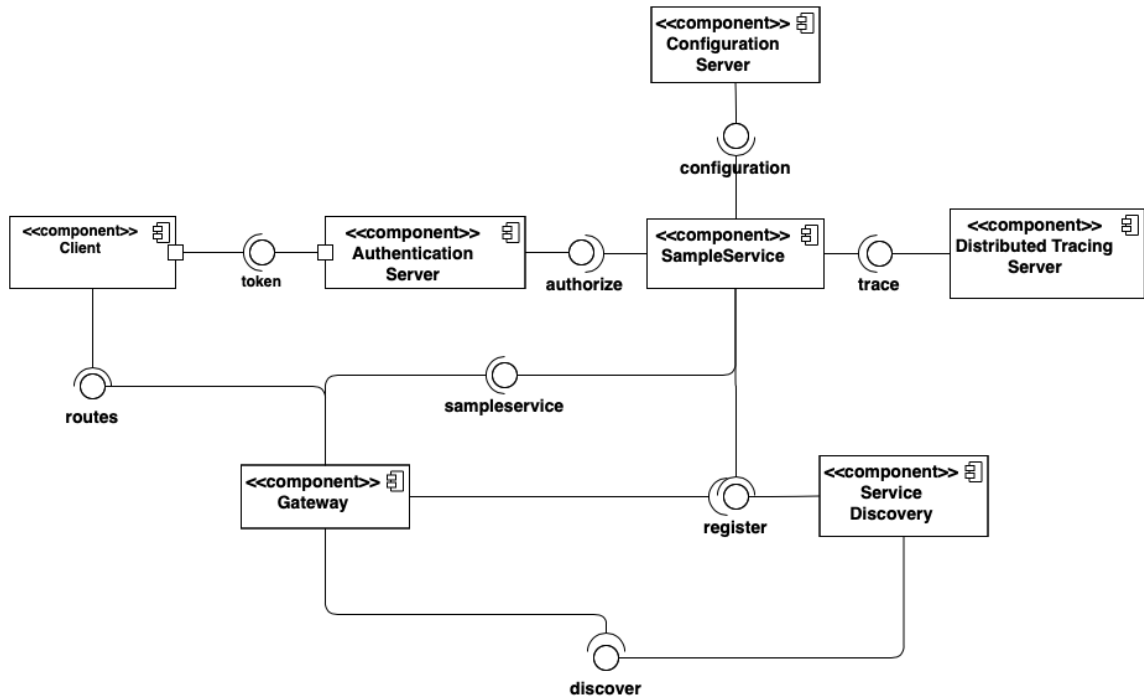 <<component>>
Configuration
Server
configuration
<<component>>
Client
token
<<component>>
Authentication
Server
authorize
<<component>>
SampleService
trace
<<component>>
Distributed Tracing
Server
routes
sampleservice
<<component>>
Gateway
register
<<component>>
Service
Discovery
discover